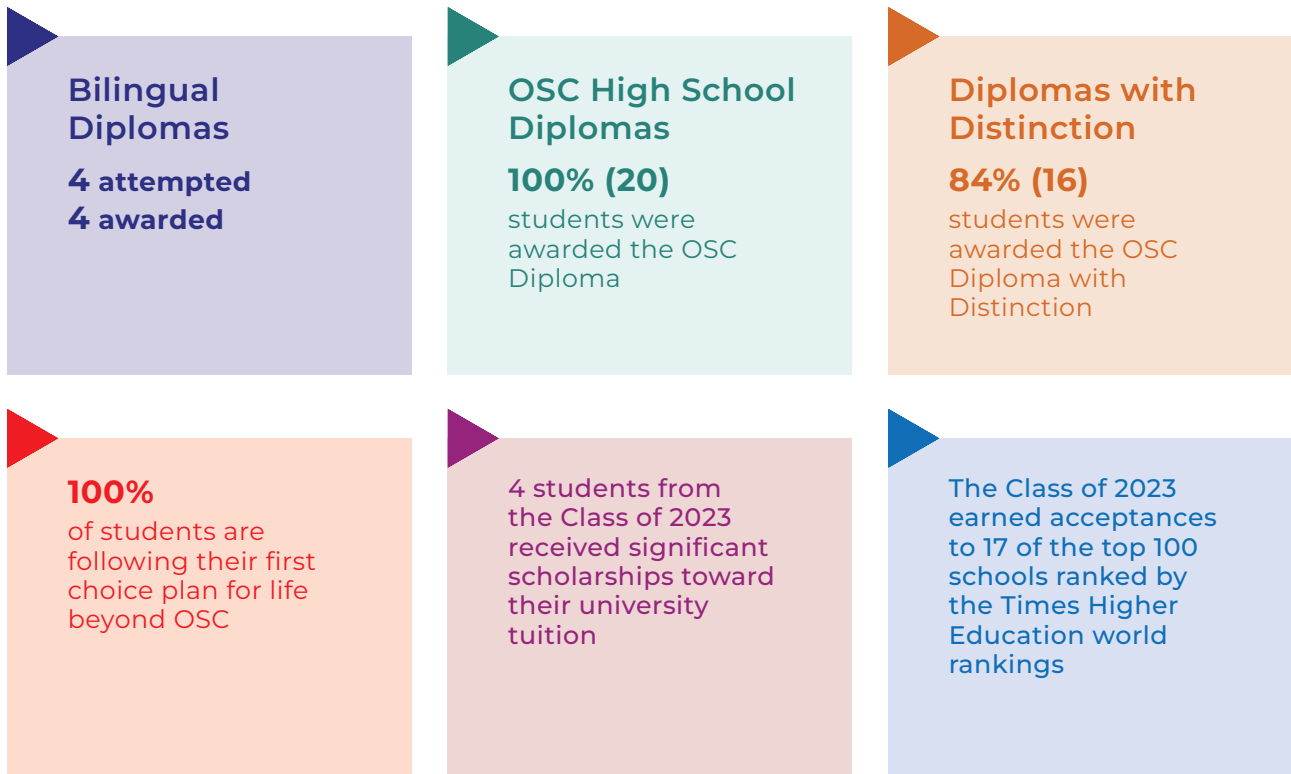 Bilingual
Diplomas
4 attempted
4 awarded
OSC High School
Diplomas
100% (20)
students were
awarded the OSC
Diploma
Diplomas with
Distinction
84% (16)
students were
awarded the OSC
Diploma with
Distinction
100%
of students are
following their first
choice plan for life
beyond OSC
4 students from
the Class of 2023
received significant
scholarships toward
their university
tuition
The Class of 2023
earned acceptances
to 17 of the top 100
schools ranked by
the Times Higher
Education world
rankings